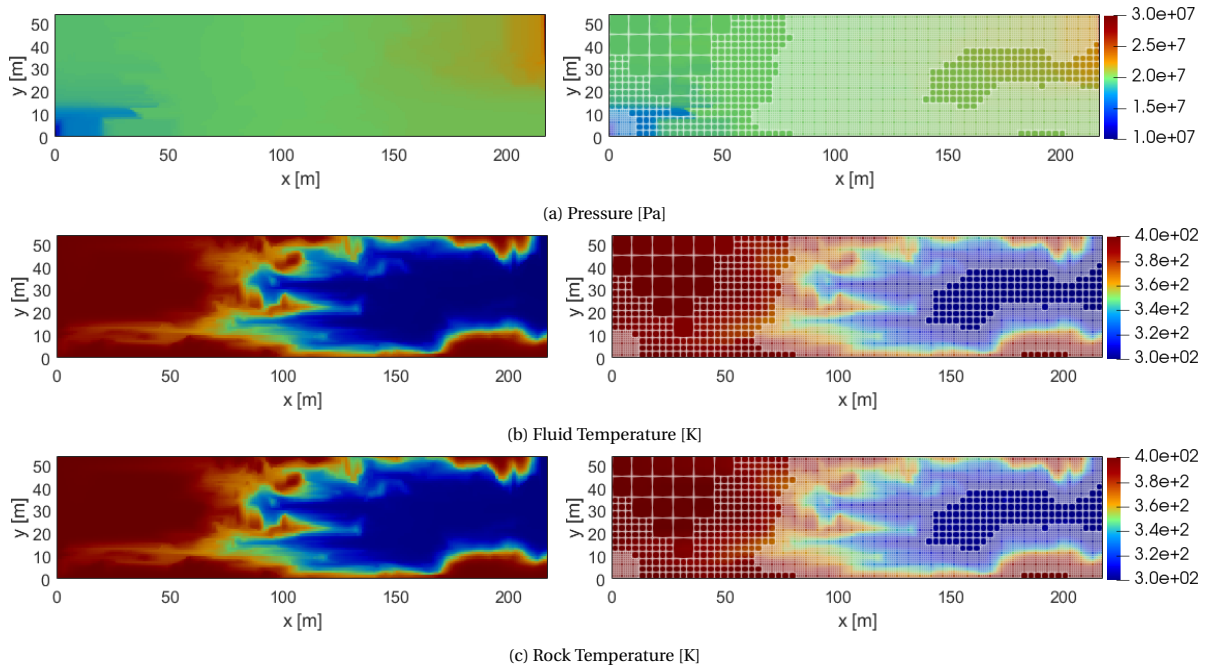 50
40
30
20
10
0
y [m]
0 50 100 150 200
x [m]
50
40
30
20
10
0
y [m]
0 50 100 150 200
x [m]
3.0e+07
2.5e+7
2.0e+7
1.5e+7
1.0e+07
(a) Pressure [Pa]
50
40
30
20
10
0
y [m]
0 50 100 150 200
x [m]
50
40
30
20
10
0
y [m]
0 50 100 150 200
x [m]
4.0e+02
3.8e+2
3.6e+2
3.4e+2
3.2e+2
3.0e+02
(b) Fluid Temperature [K]
50
40
30
20
10
0
y [m]
0 50 100 150 200
x [m]
50
40
30
20
10
0
y [m]
0 50 100 150 200
x [m]
4.0e+02
3.8e+2
3.6e+2
3.4e+2
3.2e+2
3.0e+02
(c) Rock Temperature [K]